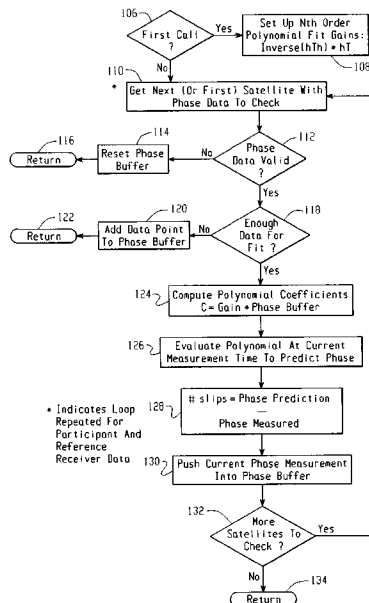 106
First Call
?
Yes
Set Up Nth Order
Polynomial Fit Gains:
Inverse(hTh) * hT
108
No
110
*
Get Next (Or First) Satellite With
Phase Data To Check
112
Phase
Data Valid
?
No
114
Reset Phase
Buffer
116
Return
Yes
118
Enough
Data For
Fit ?
No
120
Add Data Point
To Phase Buffer
122
Return
Yes
124
Compute Polynomial Coefficients
C = Gain * Phase Buffer
126
Evaluate Polynomial At Current
Measurement Time To Predict Phase
128
# slips = Phase Prediction
—
Phase Measured
* Indicates Loop
Repeated For
Participant And
Reference
Receiver Data
130
Push Current Phase Measurement
Into Phase Buffer
132
More
Satellites To
Check ?
Yes
No
134
Return